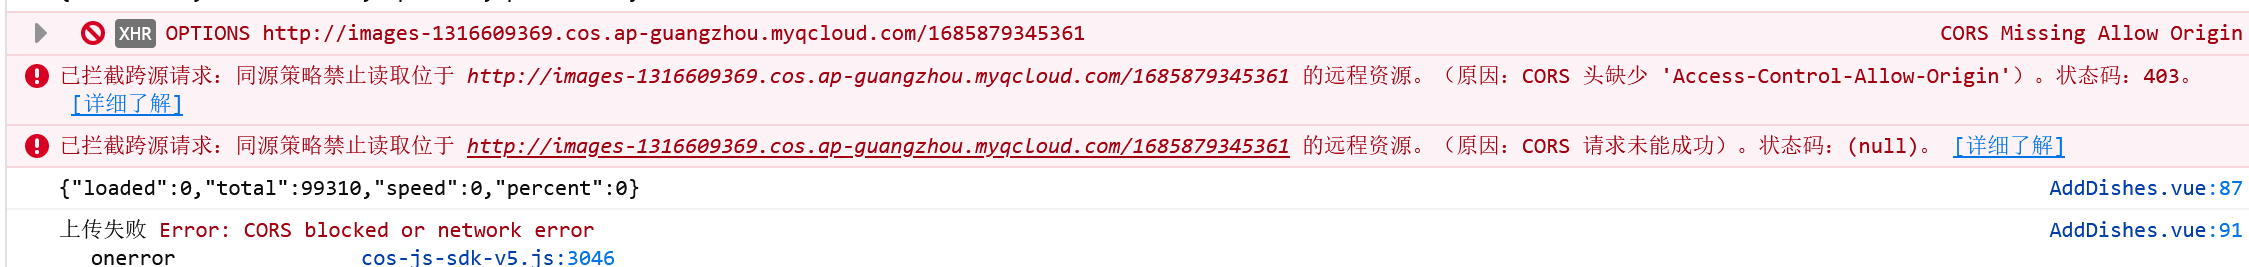 XHR OPTIONS http://images-1316609369.cos.ap-guangzhou.myqcloud.com/1685879345361 CORS Missing Allow Origin
已拦截跨源请求：同源策略禁止读取位于 http://images-1316609369.cos.ap-guangzhou.myqcloud.com/1685879345361 的远程资源。（原因：CORS 头缺少 'Access-Control-Allow-Origin'）。状态码：403。
[详细了解]
已拦截跨源请求：同源策略禁止读取位于 http://images-1316609369.cos.ap-guangzhou.myqcloud.com/1685879345361 的远程资源。（原因：CORS 请求未能成功）。状态码：(null)。 [详细了解]
{"loaded":0,"total":99310,"speed":0,"percent":0} AddDishes.vue:87
上传失败 Error: CORS blocked or network error AddDishes.vue:91
onerror cos-js-sdk-v5.js:3046